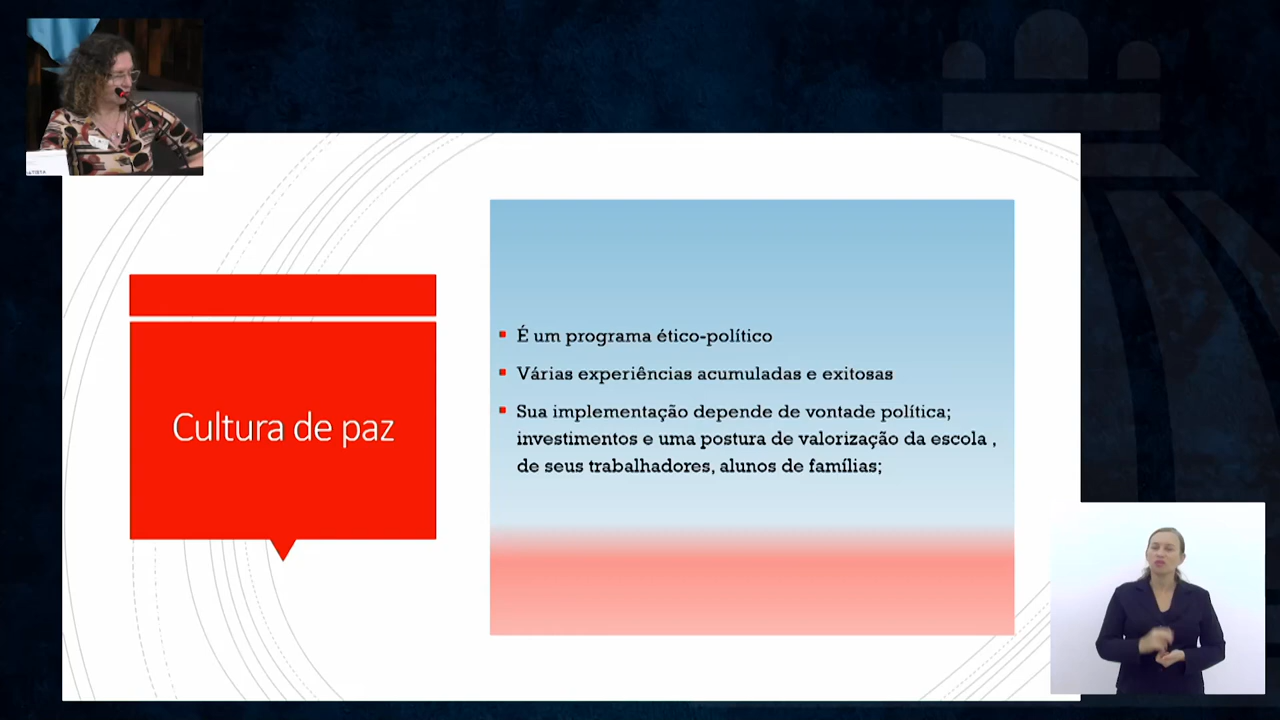 Cultura de paz
É um programa ético-político
Várias experiências acumuladas e exitosas
Sua implementação depende de vontade política;
investimentos e uma postura de valorização da escola ,
de seus trabalhadores, alunos de famílias;